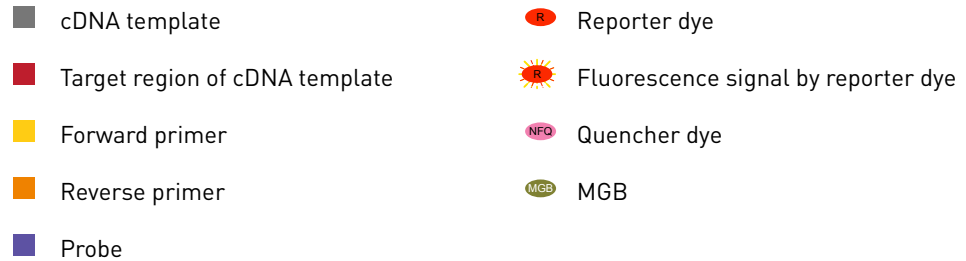 cDNA template
Target region of cDNA template
Forward primer
Reverse primer
Probe
R Reporter dye
R Fluorescence signal by reporter dye
NFQ Quencher dye
MGB MGB